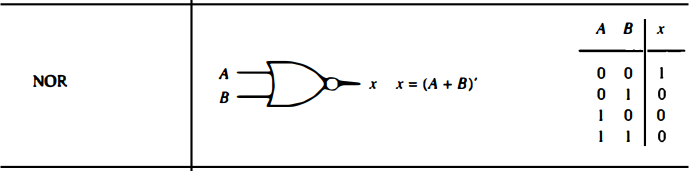 A B x
NOR
A
B
x x = (A + B)′
0 0 1
0 1 0
1 0 0
1 1 0